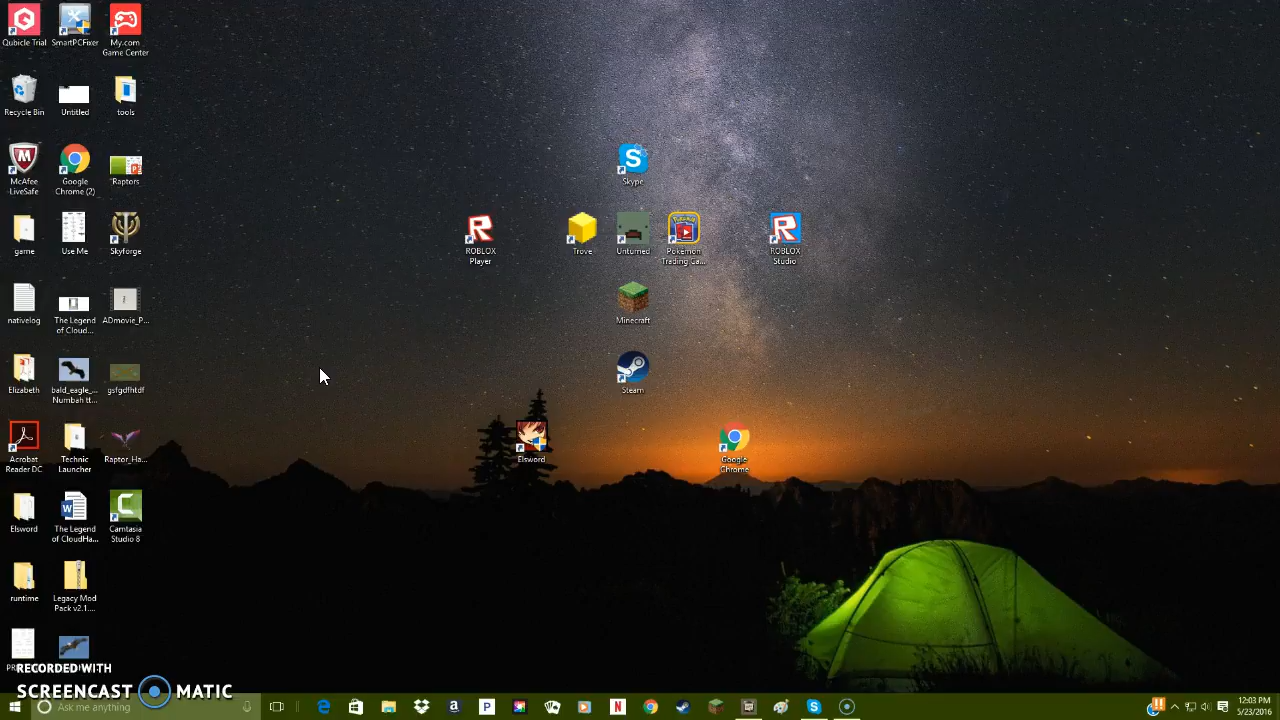 Qubicle Trial
SmartPCFixer
My.com
Game Center
Recycle Bin
Untitled
tools
McAfee
LiveSafe
Google
Chrome (2)
Raptors
game
Use Me
Skyforge
nativelog
The Legend
of Cloud...
ADmovie_P...
Elizabeth
bald_eagle_...
Numbah tt...
gsfgdfhtdf
Acrobat
Reader DC
Technic
Launcher
Raptor_Ha...
Elsword
The Legend
of CloudHa...
Camtasia
Studio 8
runtime
Legacy Mod
Pack v2.1....
Skype
ROBLOX
Player
Trove
Unturned
Pokemon
Trading Ga...
ROBLOX
Studio
Minecraft
Steam
Elsword
Google
Chrome
RECORDED WITH
SCREENCAST MATIC
Ask me anything
12:03 PM
5/23/2016